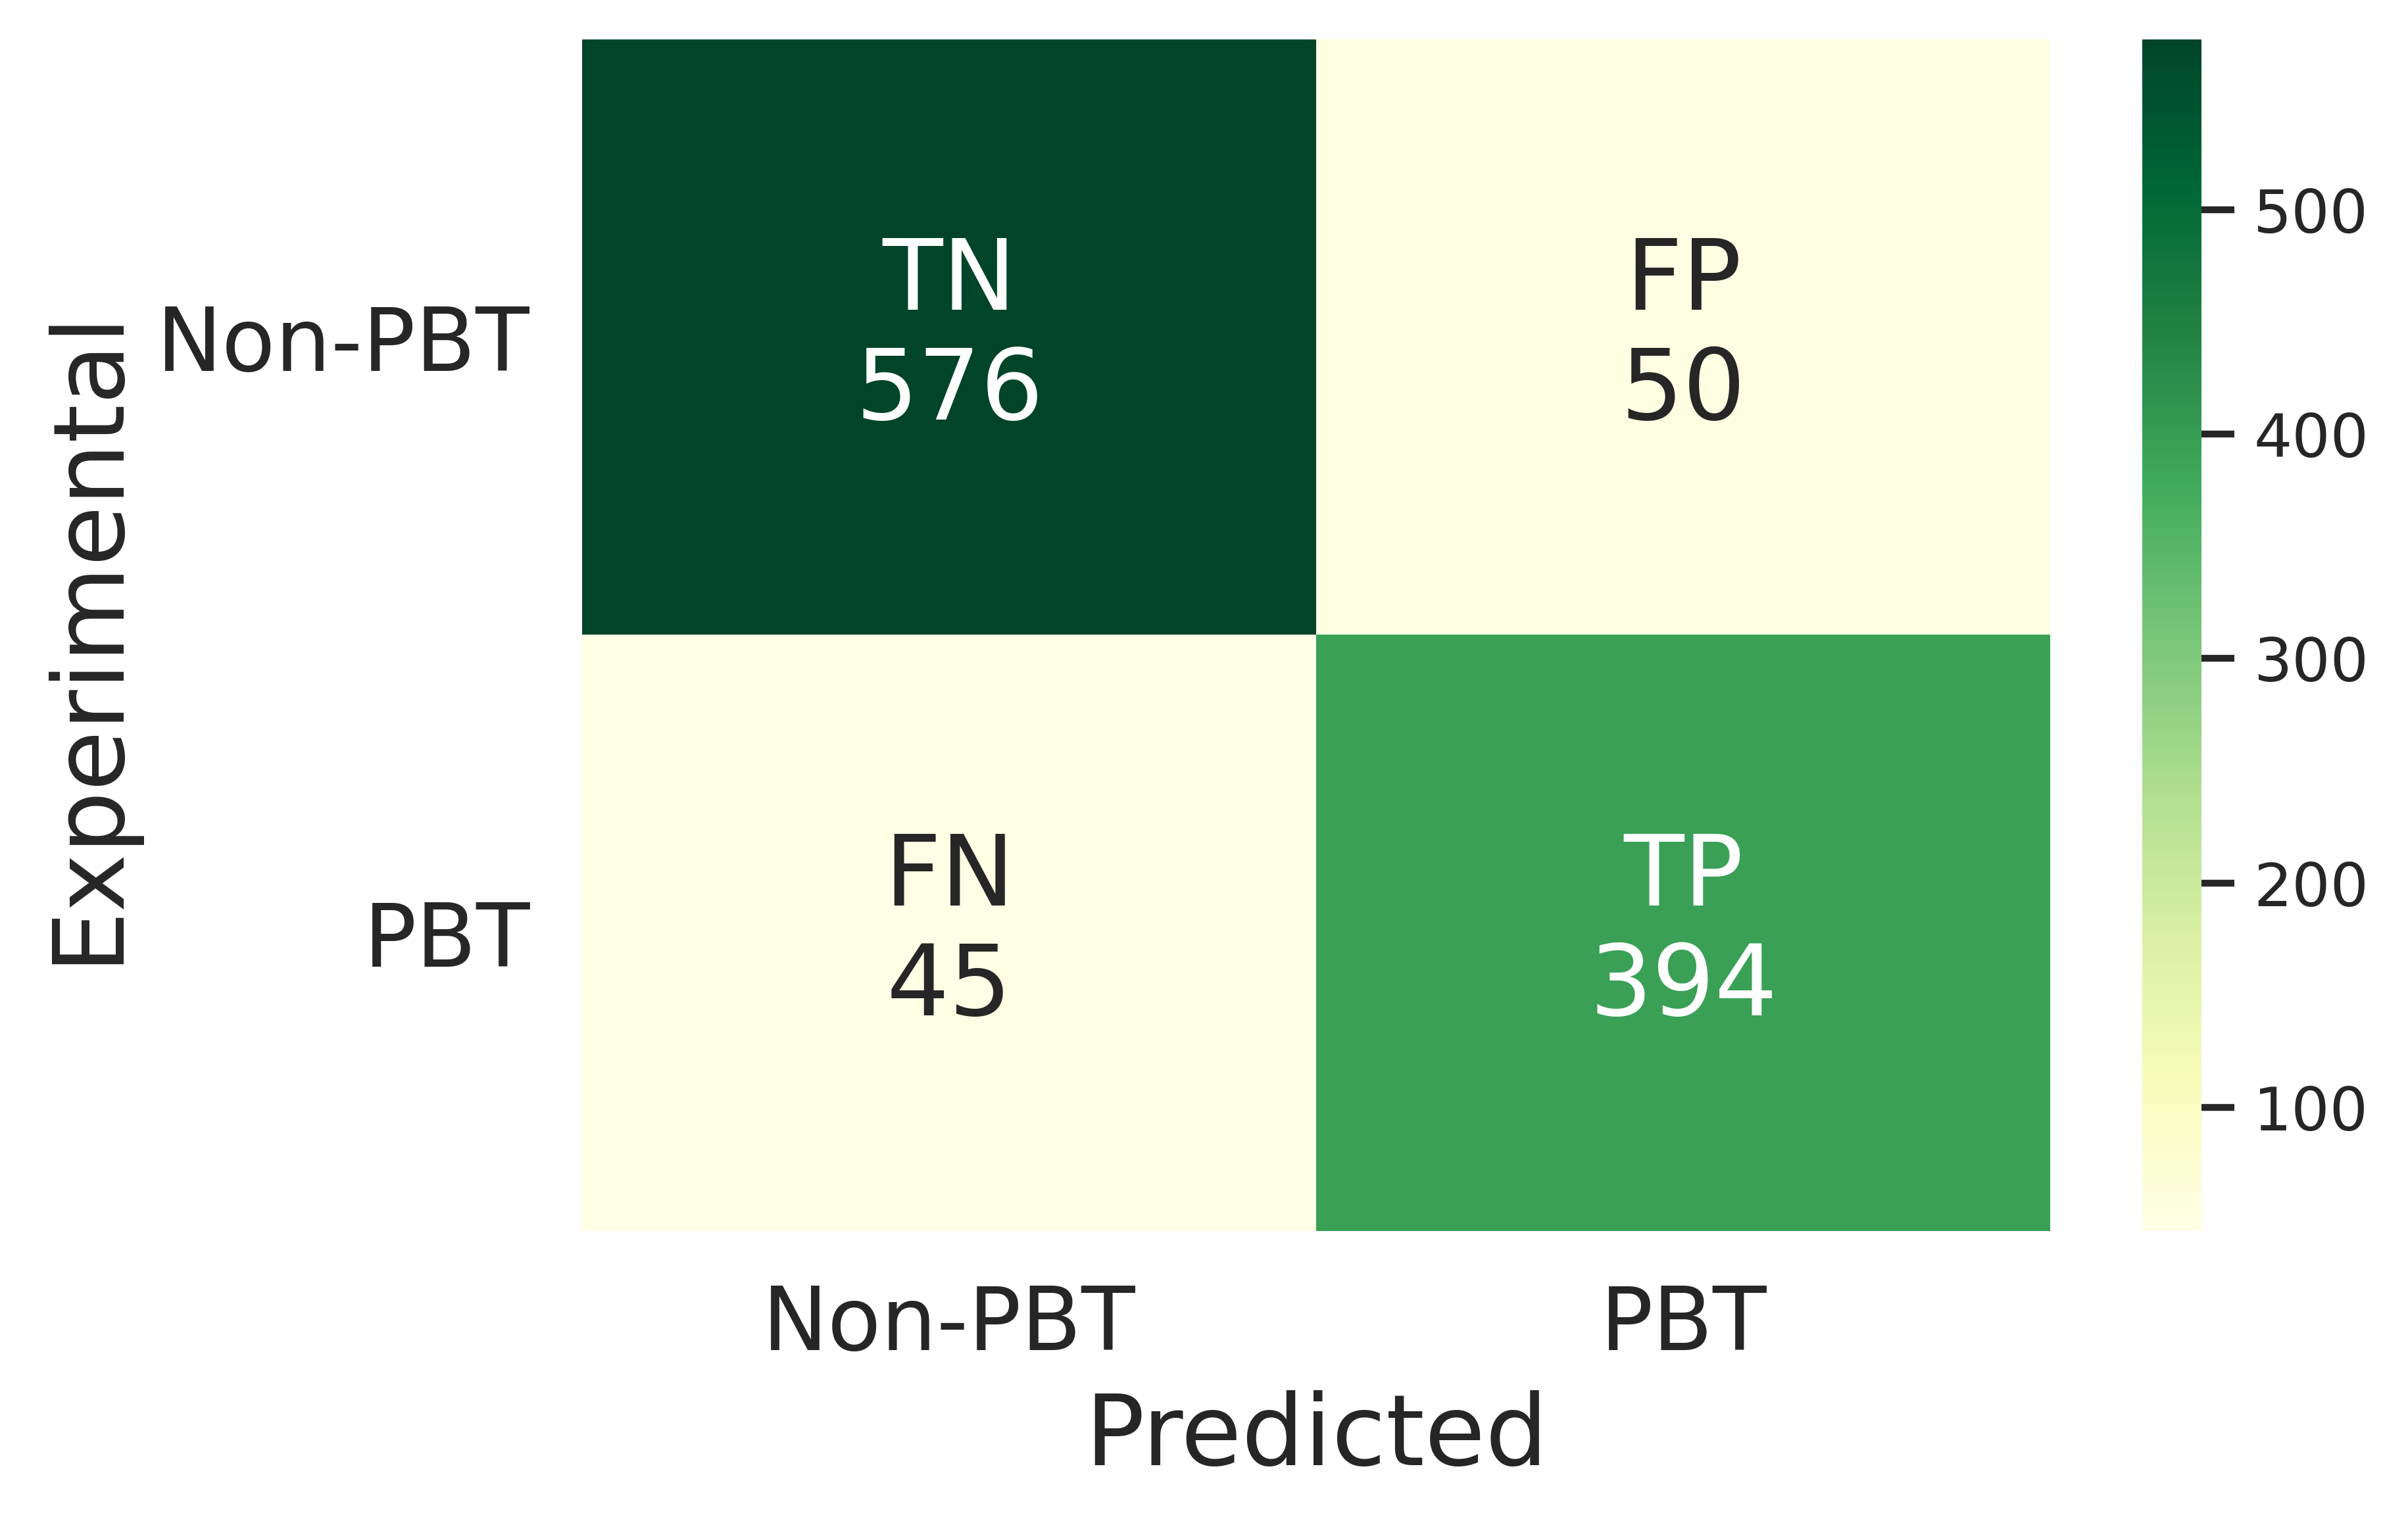 Experimental
Non-PBT
PBT
TN
576
FP
50
FN
45
TP
394
Non-PBT
PBT
Predicted
500
400
300
200
100